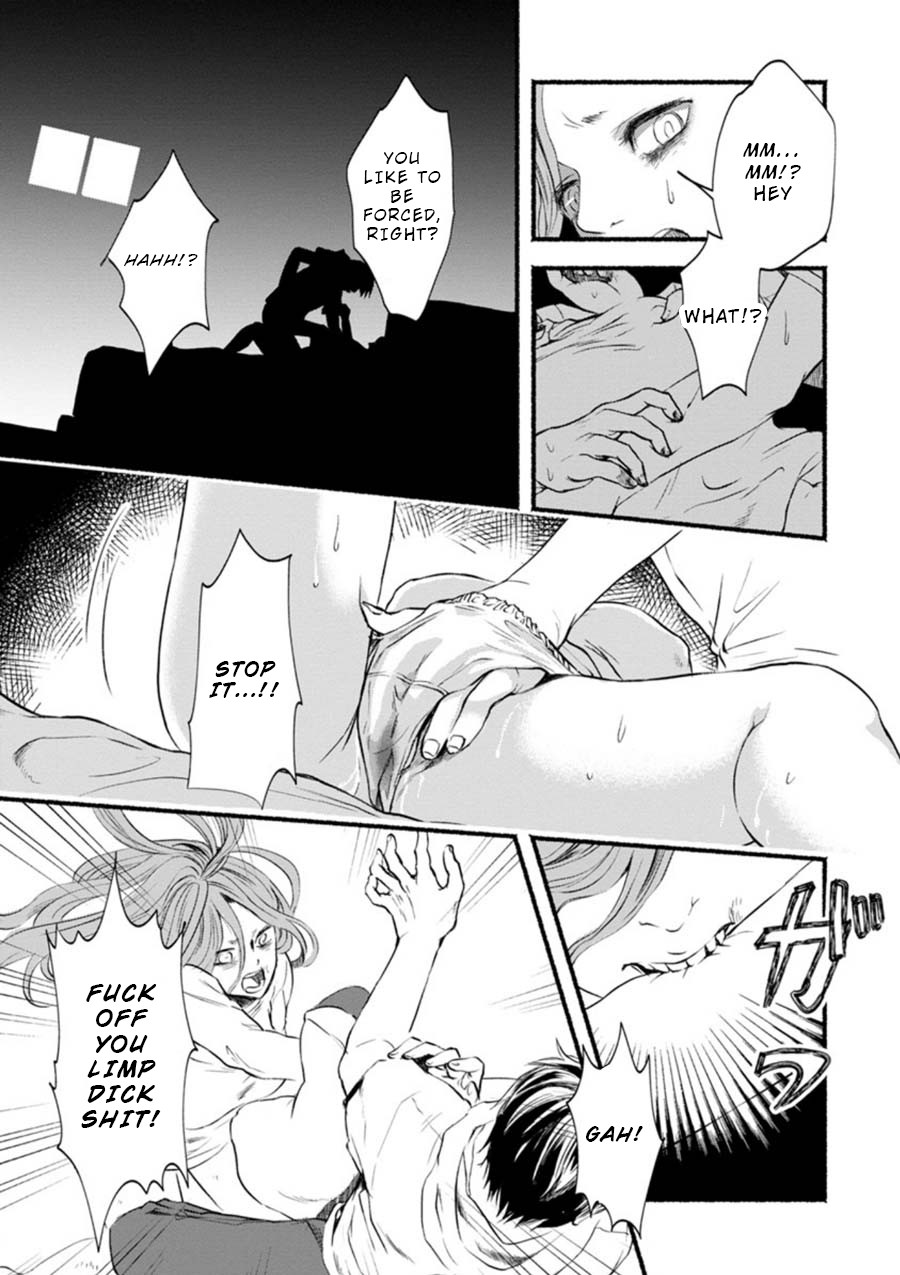 MM...
MM!?
HEY
WHAT!?
YOU
LIKE TO
BE
FORCED,
RIGHT?
HAHH!?
STOP
IT...!!
ガブッ
GAH!
FUCK
OFF
YOU
LIMP
DICK
SHIT!